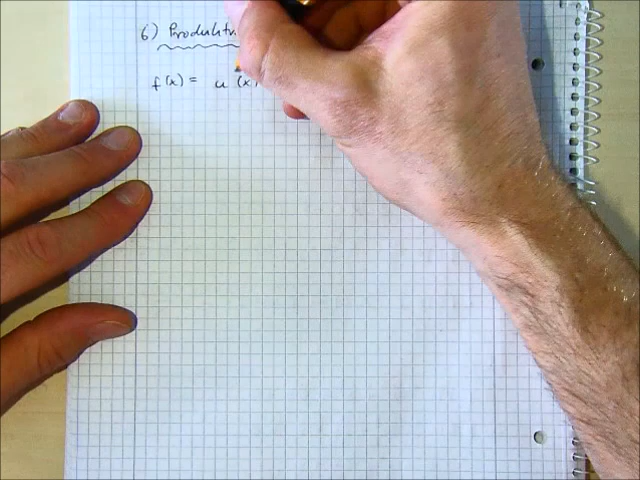 6) Produktr
f(x) = u(x)